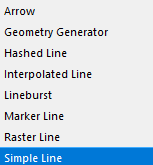 Arrow
Geometry Generator
Hashed Line
Interpolated Line
Lineburst
Marker Line
Raster Line
Simple Line